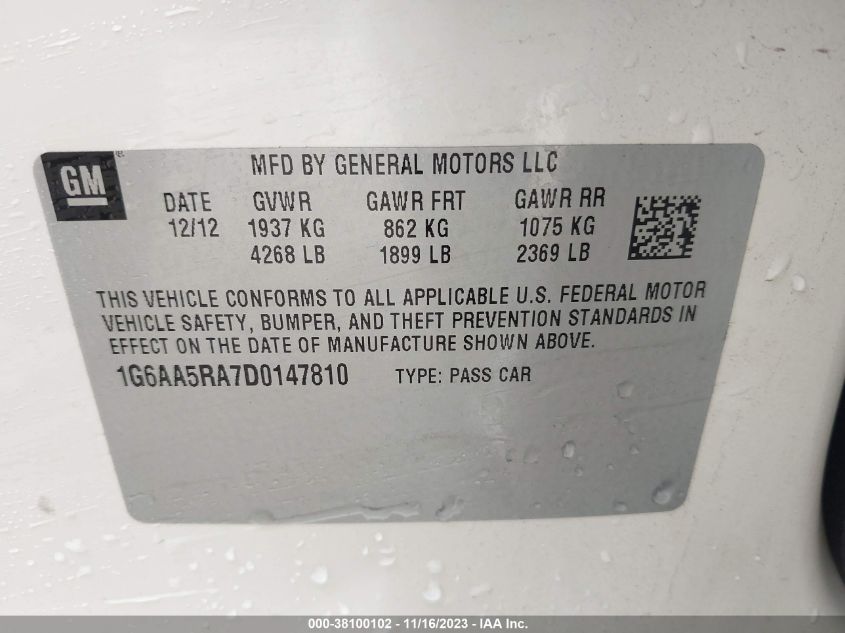 GM
MFD BY GENERAL MOTORS LLC
DATE GVWR GAWR FRT GAWR RR
12/12 1937 KG 862 KG 1075 KG
4268 LB 1899 LB 2369 LB
THIS VEHICLE CONFORMS TO ALL APPLICABLE U.S. FEDERAL MOTOR
VEHICLE SAFETY, BUMPER, AND THEFT PREVENTION STANDARDS IN
EFFECT ON THE DATE OF MANUFACTURE SHOWN ABOVE.
1G6AA5RA7D0147810 TYPE: PASS CAR
000-38100102 - 11/16/2023 - IAA Inc.